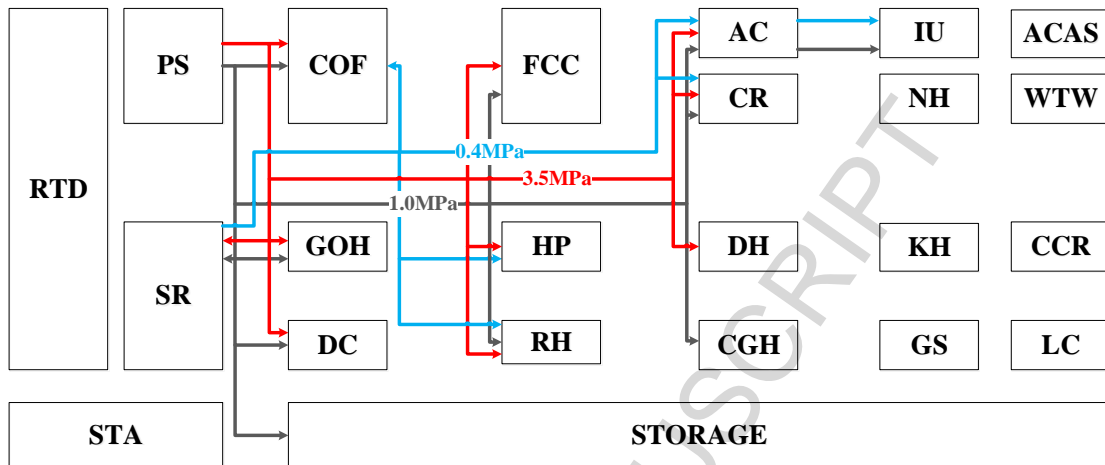 PS
COF
FCC
AC
IU
ACAS
CR
NH
WTW
0.4MPa
RTD
3.5MPa
1.0MPa
GOH
HP
DH
KH
CCR
SR
DC
RH
CGH
GS
LC
STA
STORAGE
USCRIPT